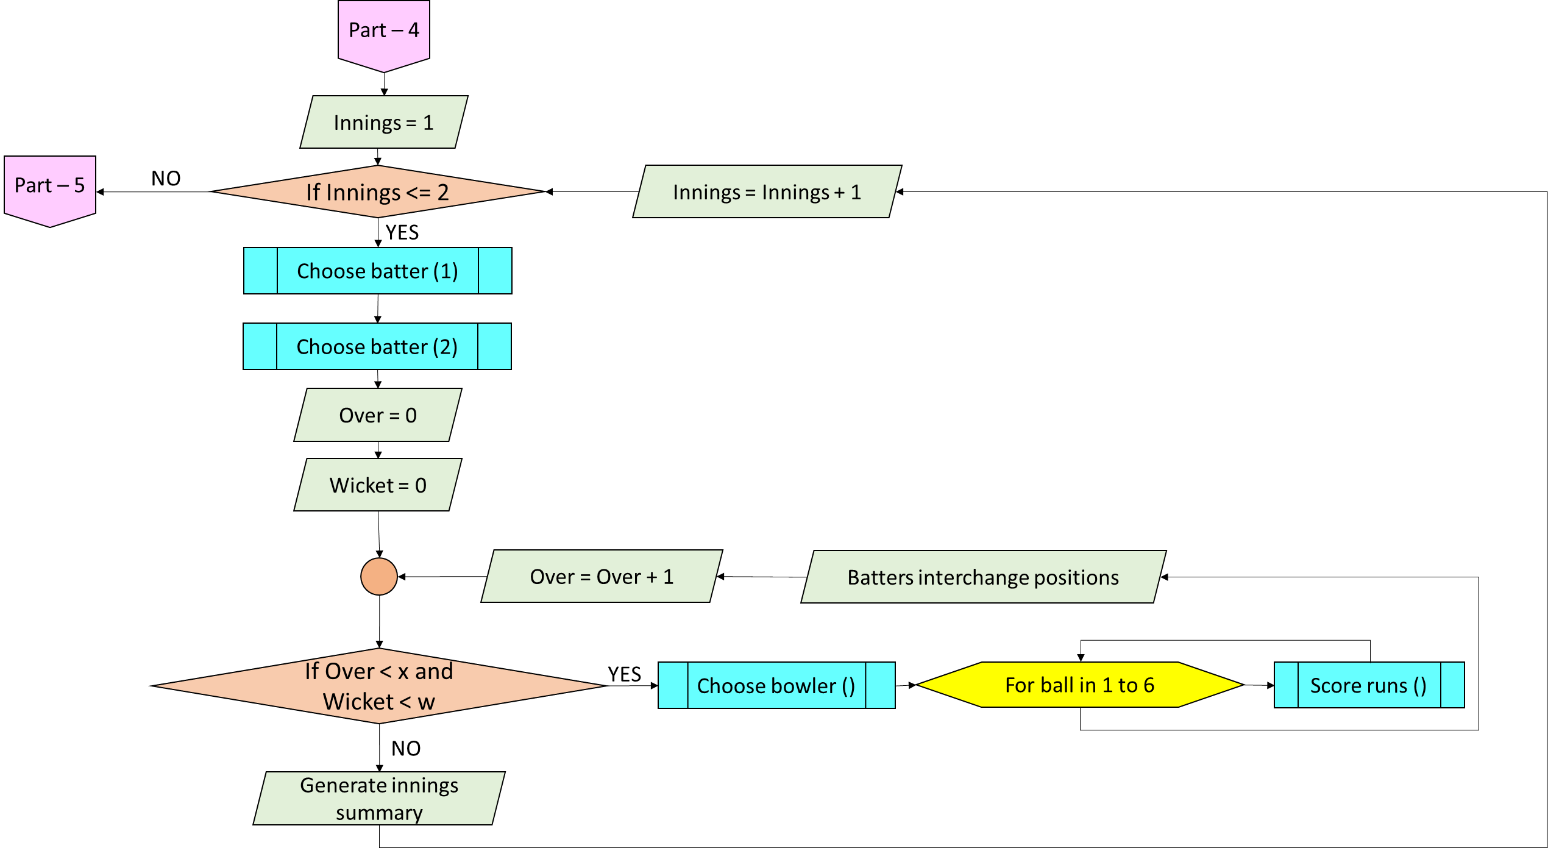 Part – 4
Innings = 1
Part – 5
NO
If Innings <= 2
Innings = Innings + 1
YES
Choose batter (1)
Choose batter (2)
Over = 0
Wicket = 0
Over = Over + 1
Batters interchange positions
If Over < x and
Wicket < w
YES
Choose bowler ()
For ball in 1 to 6
Score runs ()
NO
Generate innings
summary